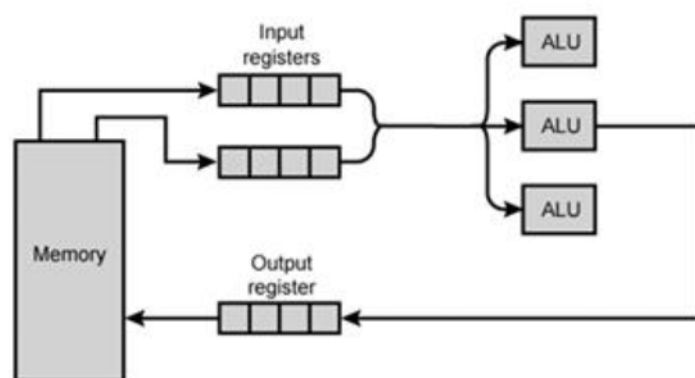 Input
registers
ALU
ALU
ALU
Memory
Output
register